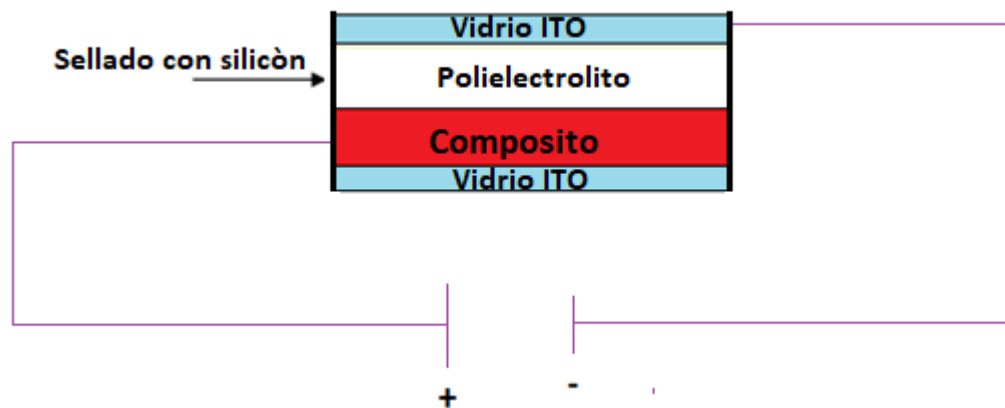 Vidrio ITO
Sellado con silicòn
Polielectrolito
Composito
Vidrio ITO
+ -